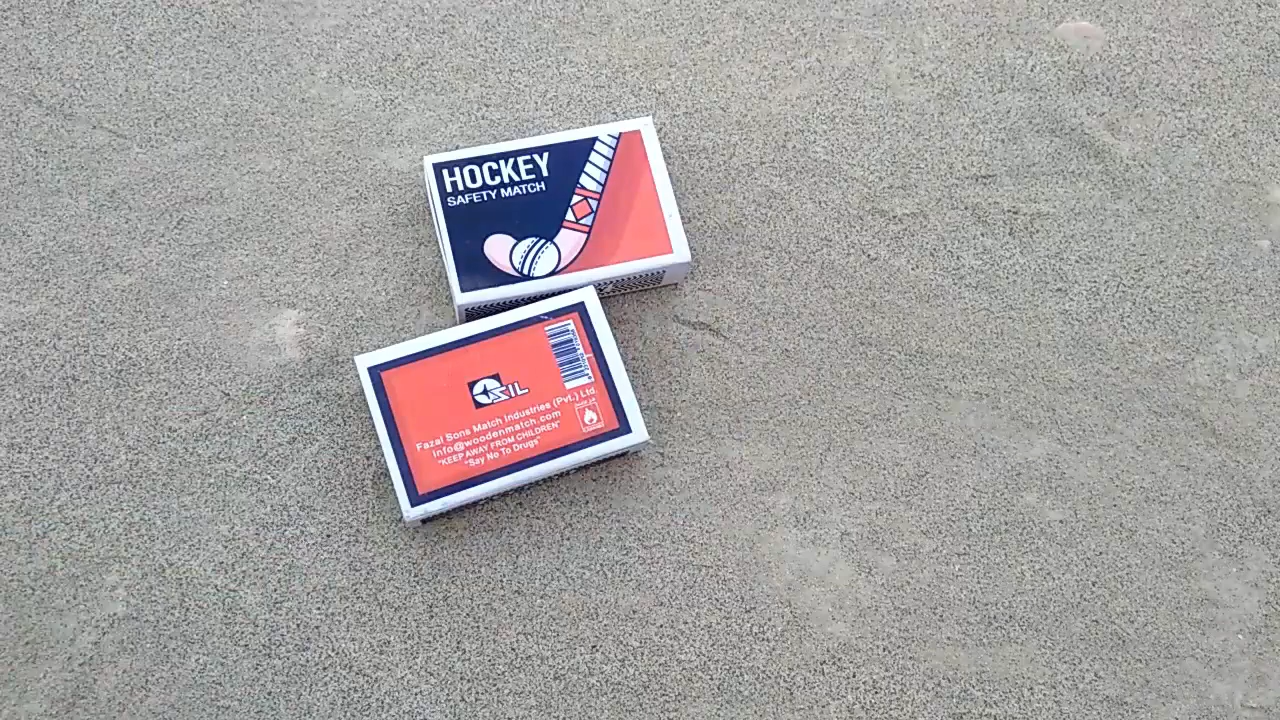 HOCKEY
SAFETY MATCH
Fazal Sons Match Industries (Pvt.) Ltd.
Info@woodenmatch.com
"KEEP AWAY FROM CHILDREN"
"Say No To Drugs"